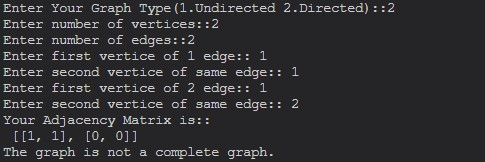 Enter Your Graph Type(1.Undirected 2.Directed)::2
Enter number of vertices::2
Enter number of edges::2
Enter first vertice of 1 edge:: 1
Enter second vertice of same edge:: 1
Enter first vertice of 2 edge:: 1
Enter second vertice of same edge:: 2
Your Adjacency Matrix is::
 [[1, 1], [0, 0]]
The graph is not a complete graph.